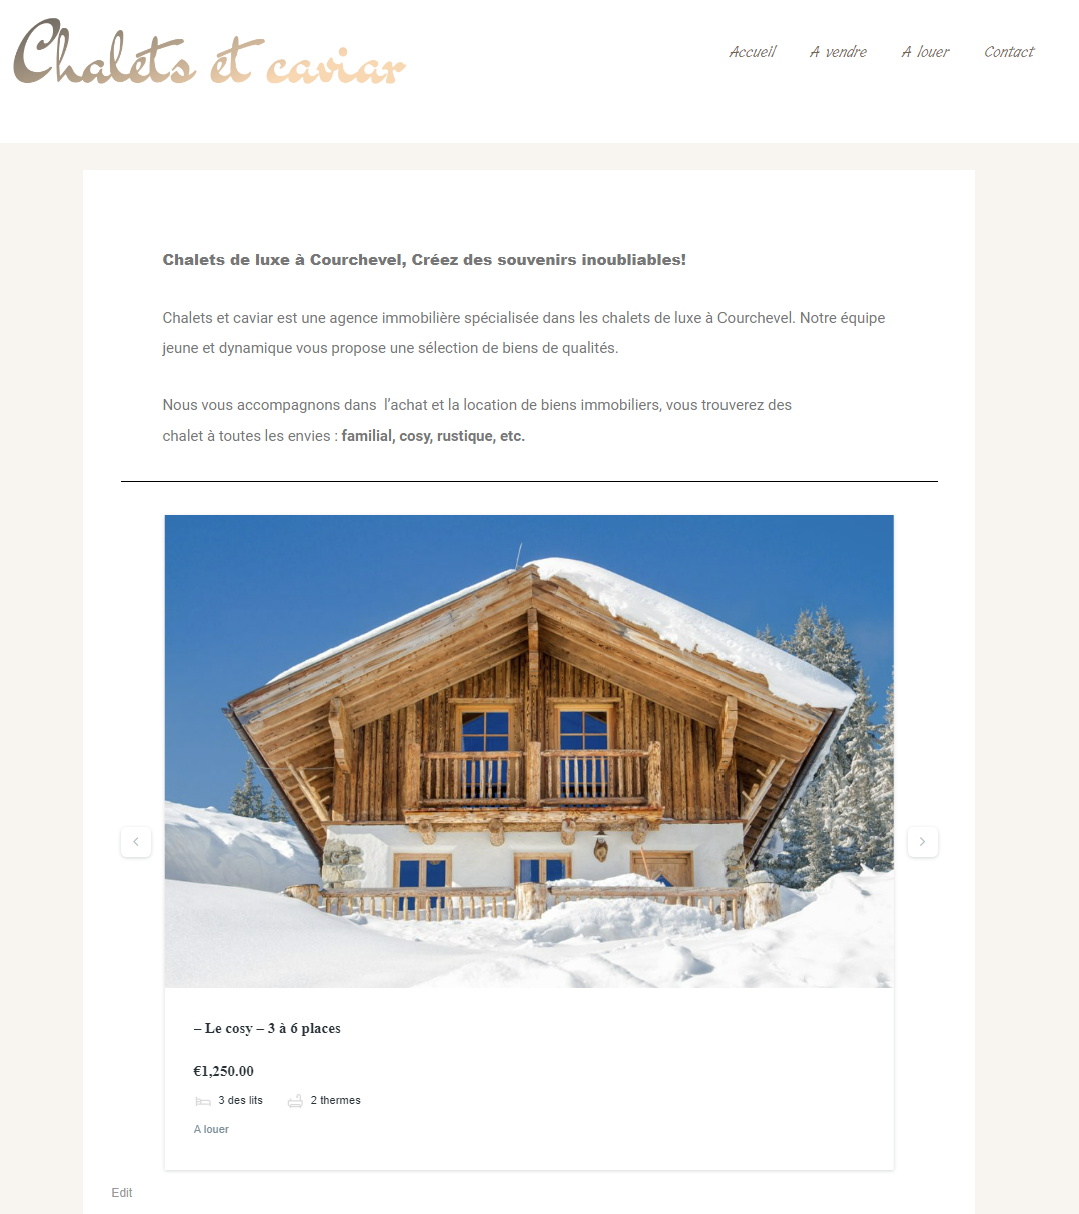 Chalets et caviar
Accueil A vendre A louer Contact
Chalets de luxe à Courchevel, Créez des souvenirs inoubliables!
Chalets et caviar est une agence immobilière spécialisée dans les chalets de luxe à Courchevel. Notre équipe
jeune et dynamique vous propose une sélection de biens de qualités.
Nous vous accompagnons dans l’achat et la location de biens immobiliers, vous trouverez des
chalet à toutes les envies : familial, cosy, rustique, etc.
– Le cosy – 3 à 6 places
€1,250.00
3 des lits 2 thermes
A louer
Edit